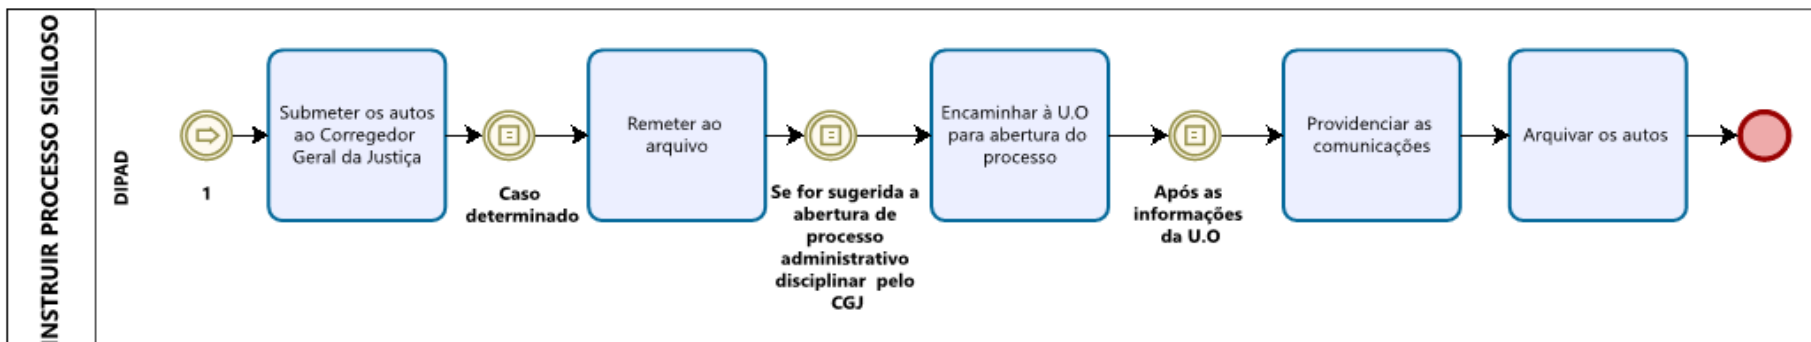 INSTRUIR PROCESSO SIGILOSO
DIPAD
1
Submeter os autos
ao Corregedor
Geral da Justiça
Caso
determinado
Remeter ao
arquivo
Se for sugerida a
abertura de
processo
administrativo
disciplinar pelo
CGJ
Encaminhar à U.O
para abertura do
processo
Após as
informações
da U.O
Providenciar as
comunicações
Arquivar os autos